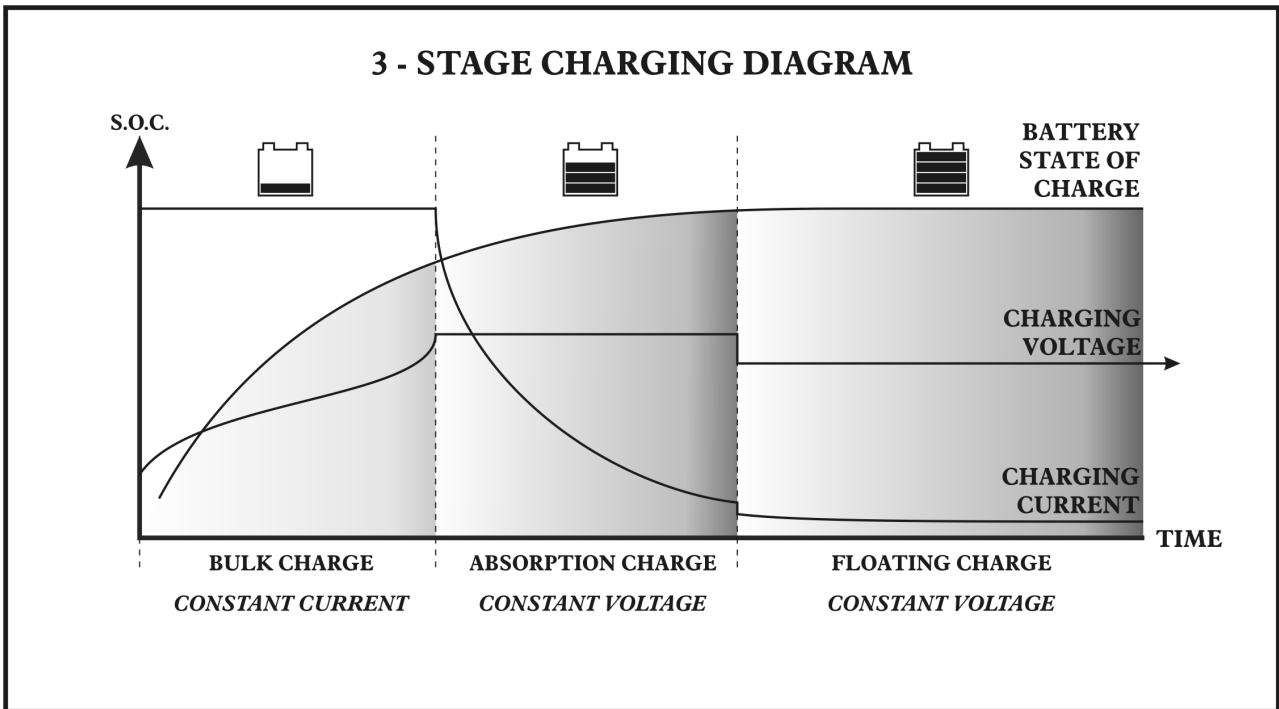 3 - STAGE CHARGING DIAGRAM
S.O.C.
BATTERY
STATE OF
CHARGE
CHARGING
VOLTAGE
CHARGING
CURRENT
TIME
BULK CHARGE
ABSORPTION CHARGE
FLOATING CHARGE
CONSTANT CURRENT
CONSTANT VOLTAGE
CONSTANT VOLTAGE